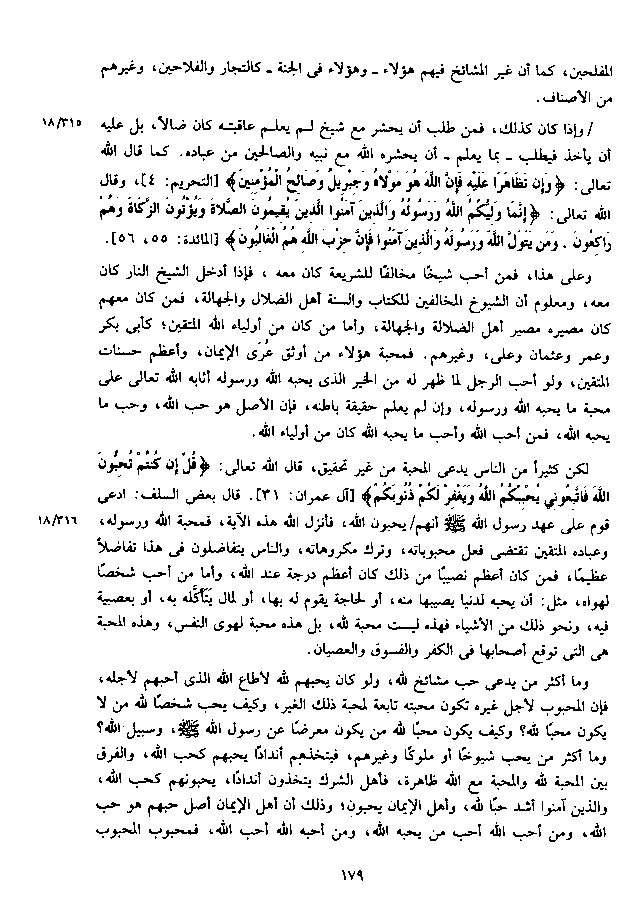 المفلحين، كما أن غير المشائخ فيهم هؤلاء ـ وهؤلاء فى الجنة ـ كالتجار والفلاحين، وغيرهم
من الأصناف.
١٨/٣١٥ / وإذا كان كذلك، فمن طلب أن يحشر مع شيخ لم يعلم عاقبته كان ضالاً، بل عليه
أن يأخذ فيطلب ـ بما يعلم ـ أن يحشره الله مع نبيه والصالحين من عباده. كما قال الله
تعالى: ﴿وَإِن تَظَاهَرَا عَلَيْهِ فَإِنَّ اللَّهَ هُوَ مَوْلَاهُ وَجِبْرِيلُ وَصَالِحُ الْمُؤْمِنِينَ﴾ [التحريم: ٤]، وقال
الله تعالى: ﴿إِنَّمَا وَلِيُّكُمُ اللَّهُ وَرَسُولُهُ وَالَّذِينَ آمَنُوا الَّذِينَ يُقِيمُونَ الصَّلَاةَ وَيُؤْتُونَ الزَّكَاةَ وَهُمْ
رَاكِعُونَ . وَمَن يَتَوَلَّ اللَّهَ وَرَسُولَهُ وَالَّذِينَ آمَنُوا فَإِنَّ حِزْبَ اللَّهِ هُمُ الْغَالِبُونَ﴾ [المائدة: ٥٥، ٥٦].
وعلى هذا، فمن أحب شيخًا مخالفًا للشريعة كان معه ، فإذا أدخل الشيخ النار كان
معه، ومعلوم أن الشيوخ المخالفين للكتاب والسنة أهل الضلال والجهالة، فمن كان معهم
كان مصيره مصير أهل الضلالة والجهالة، وأما من كان من أولياء الله المتقين؛ كأبي بكر
وعمر وعثمان وعلى، وغيرهم. فمحبة هؤلاء من أوثق عُرَى الإيمان، وأعظم حسنات
المتقين، ولو أحب الرجل لما ظهر له من الخير الذى يحبه الله ورسوله أثابه الله تعالى على
محبة ما يحبه الله ورسوله، وإن لم يعلم حقيقة باطنه، فإن الأصل هو حب الله، وحب ما
يحبه الله، فمن أحب الله وأحب ما يحبه الله كان من أولياء الله.
لكن كثيراً من الناس يدعى المحبة من غير تحقيق، قال الله تعالى: ﴿قُلْ إِن كُنتُمْ تُحِبُّونَ
اللَّهَ فَاتَّبِعُونِي يُحْبِبْكُمُ اللَّهُ وَيَغْفِرْ لَكُمْ ذُنُوبَكُمْ﴾ [آل عمران: ٣١]. قال بعض السلف: ادعى
١٨/٣١٦ قوم على عهد رسول الله ﷺ أنهم/ يحبون الله، فأنزل الله هذه الآية، فمحبة الله ورسوله،
وعباده المتقين تقتضى فعل محبوباته، وترك مكروهاته، والناس يتفاضلون فى هذا تفاضلاً
عظيمًا، فمن كان أعظم نصيبًا من ذلك كان أعظم درجة عند الله، وأما من أحب شخصًا
لهواه، مثل: أن يحبه لدنيا يصيبها منه، أو لحاجة يقوم له بها، أو لمال يَتَأَكَّله به، أو بعصبية
فيه، ونحو ذلك من الأشياء فهذه ليست محبة لله، بل هذه محبة لهوى النفس، وهذه المحبة
هى التى توقع أصحابها فى الكفر والفسوق والعصيان.
وما أكثر من يدعى حب مشائخ لله، ولو كان يحبهم لله لأطاع الله الذى أحبهم لأجله،
فإن المحبوب لأجل غيره تكون محبته تابعة لمحبة ذلك الغير، وكيف يحب شخصًا لله من لا
يكون محبًا لله؟ وكيف يكون محبًا لله من يكون معرضًا عن رسول الله ﷺ، وسبيل الله؟
وما أكثر من يحب شيوخًا أو ملوكًا وغيرهم، فيتخذهم أندادًا يحبهم كحب الله، والفرق
بين المحبة لله والمحبة مع الله ظاهرة، فأهل الشرك يتخذون أندادًا، يحبونهم كحب الله،
والذين آمنوا أشد حبًا لله، وأهل الإيمان يحبون؛ وذلك أن أهل الإيمان أصل حبهم هو حب
الله، ومن أحب الله أحب من يحبه الله، ومن أحبه الله أحب الله، فمحبوب المحبوب
١٧٩